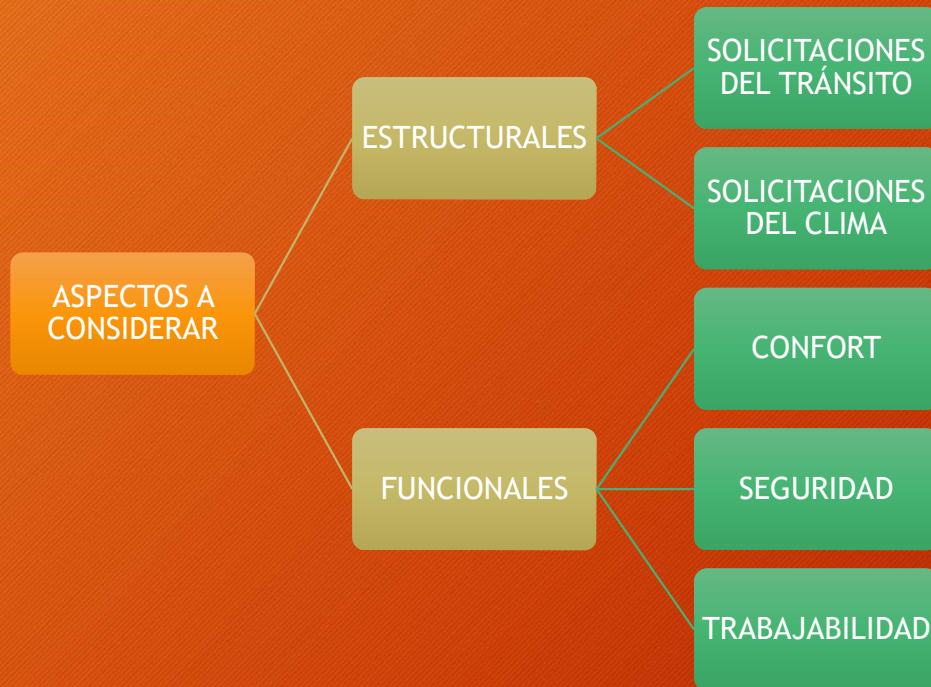 ASPECTOS A
CONSIDERAR
ESTRUCTURALES
SOLICITACIONES
DEL TRÁNSITO
SOLICITACIONES
DEL CLIMA
FUNCIONALES
CONFORT
SEGURIDAD
TRABAJABILIDAD